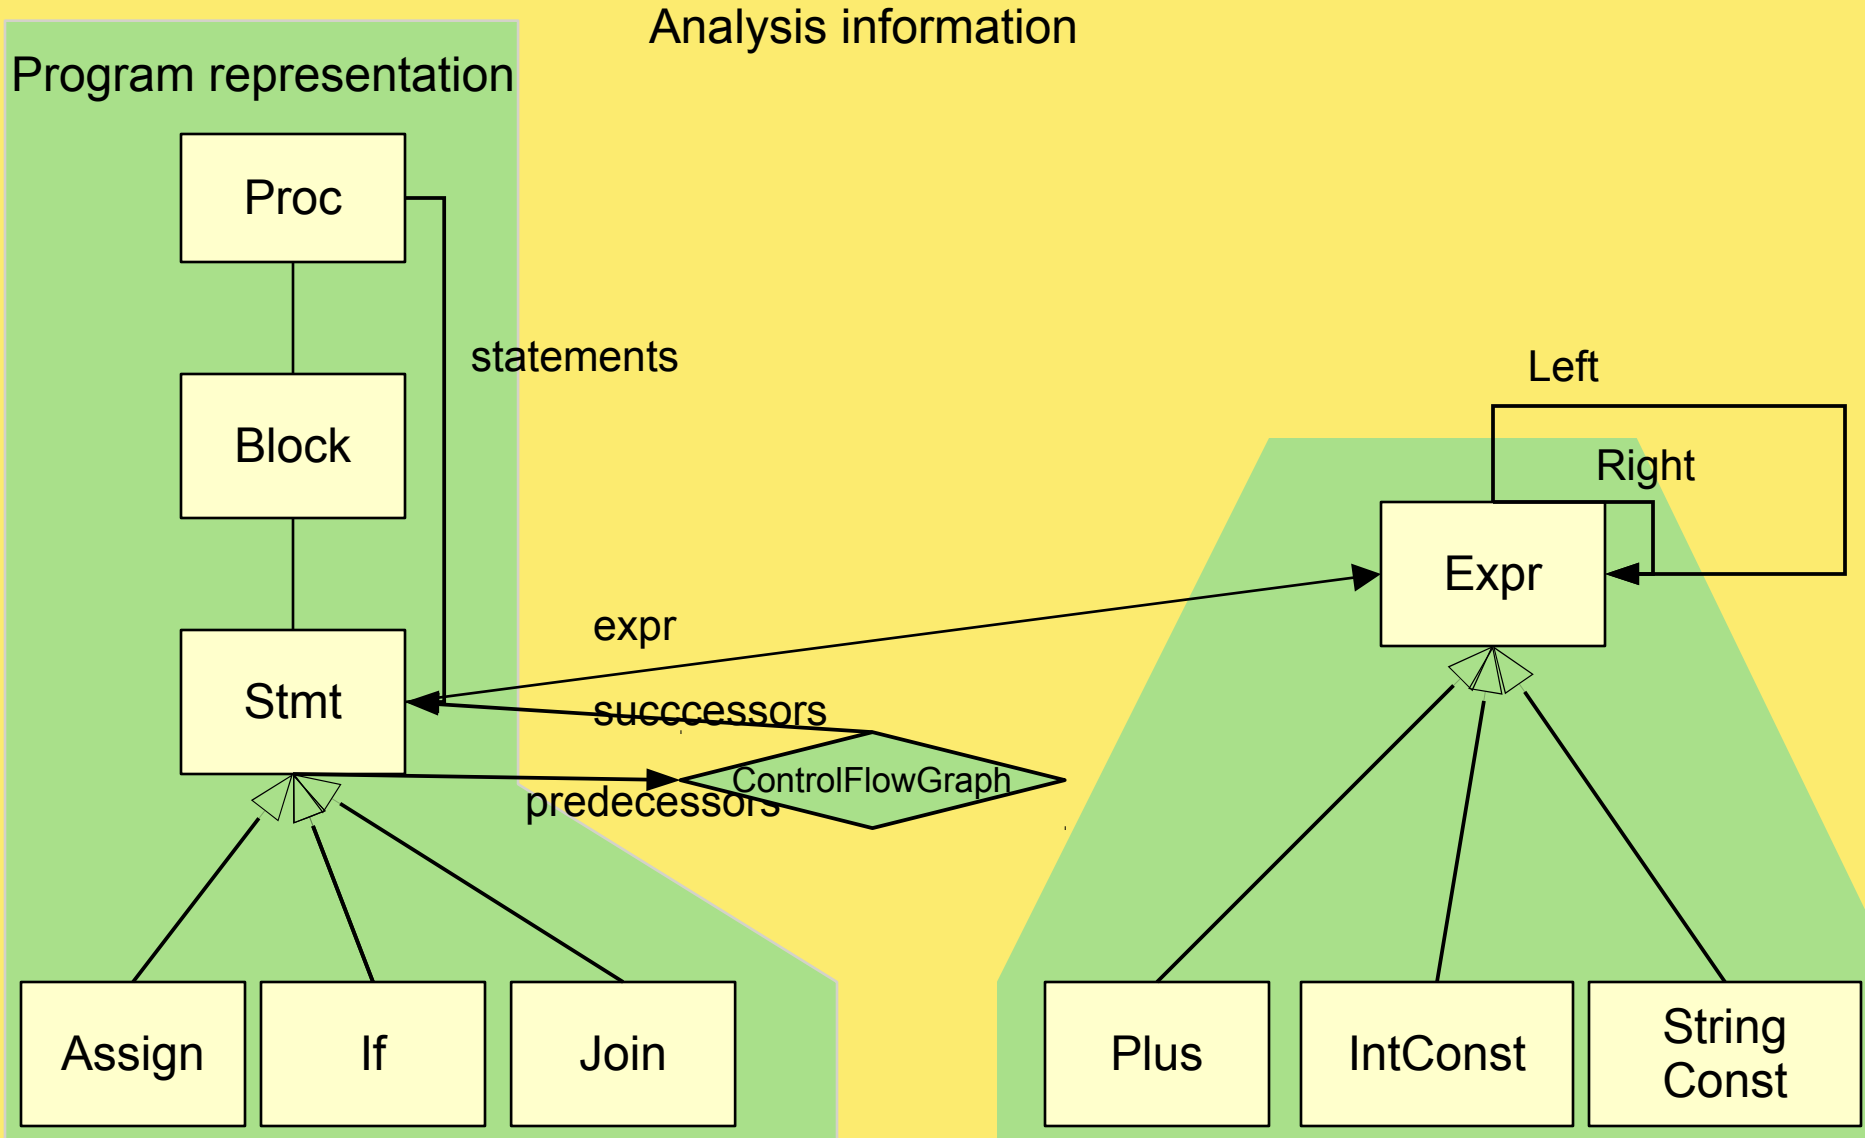 Analysis information
Program representation
Proc
statements
Left
Block
Right
Expr
expr
Stmt
succcessors
ControlFlowGraph
predecessors
Assign
If
Join
Plus
IntConst
String
Const